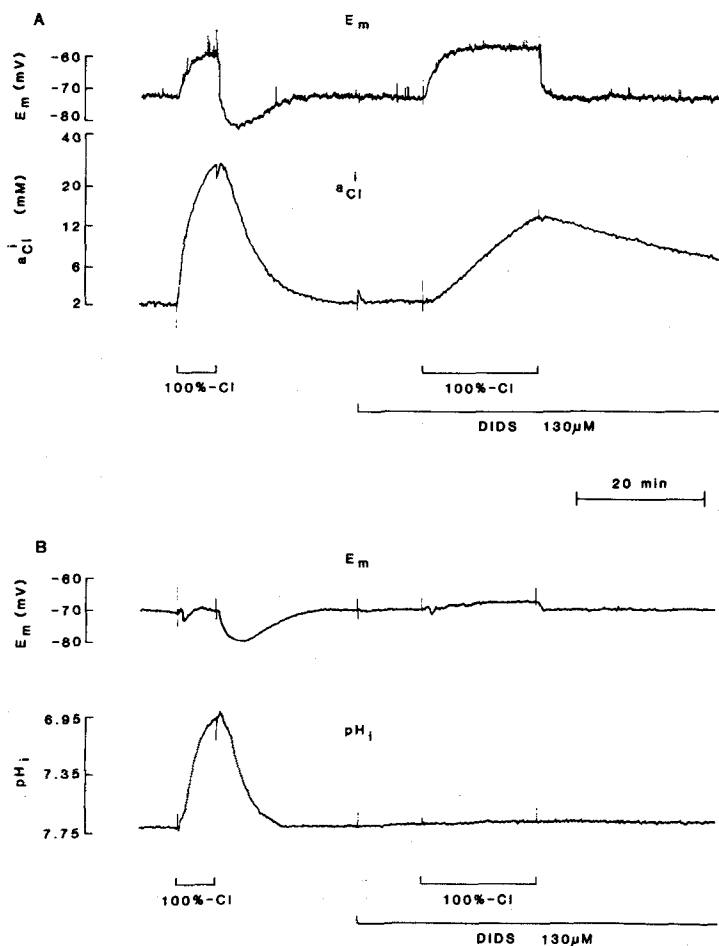 A
E m
-60
-70
-80
E m (mV)
40
20
12
6
2
a i Cl (mM)
a i Cl
100%-Cl
100%-Cl
DIDS 130µM
20 min
B
E m
-60
-70
-80
E m (mV)
6.95
7.35
7.75
pH i
pH i
100%-Cl
100%-Cl
DIDS 130µM